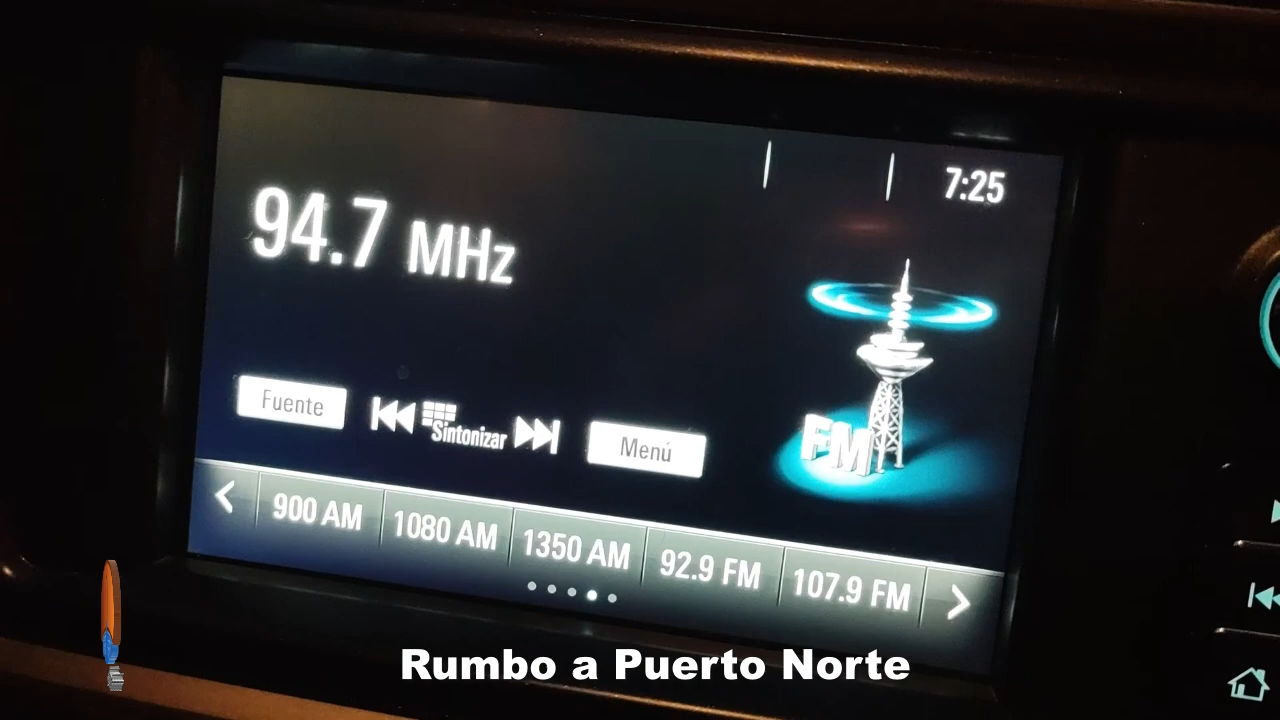 7:25
94.7 MHz
Fuente
Sintonizar
Menú
FM
900 AM
1080 AM
1350 AM
92.9 FM
107.9 FM
Rumbo a Puerto Norte